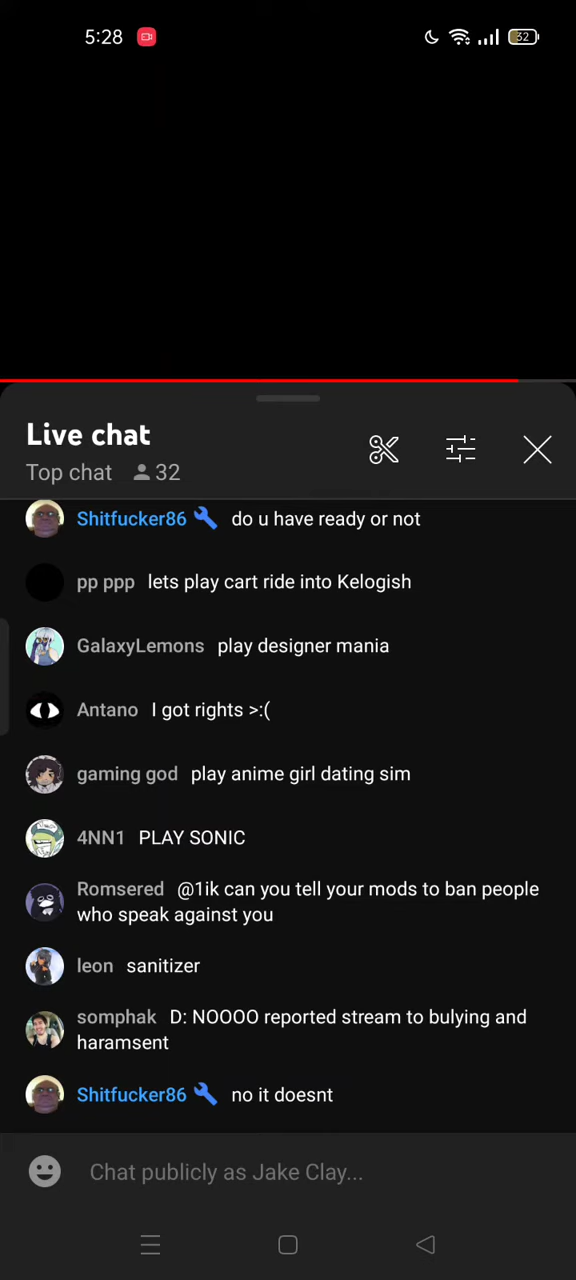 5:28
32
Live chat
Top chat 32
Shitfucker86 do u have ready or not
pp ppp lets play cart ride into Kelogish
GalaxyLemons play designer mania
Antano I got rights >:(
gaming god play anime girl dating sim
4NN1 PLAY SONIC
Romsered @1ik can you tell your mods to ban people
who speak against you
leon sanitizer
somphak D: NOOOO reported stream to bulying and
haramsent
Shitfucker86 no it doesnt
Chat publicly as Jake Clay...